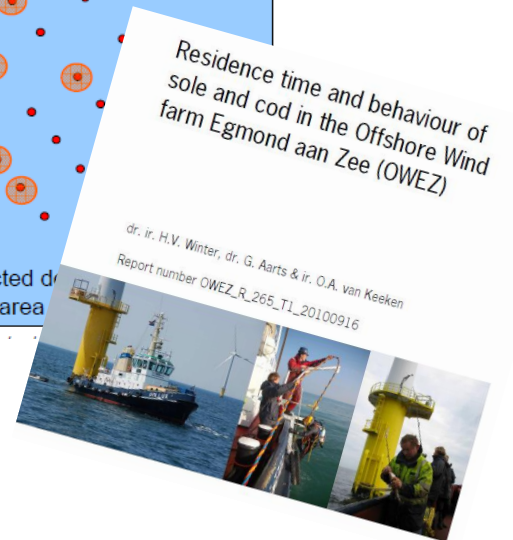 Residence time and behaviour of
sole and cod in the Offshore Wind
farm Egmond aan Zee (OWEZ)
dr. ir. H.V. Winter, dr. G. Aarts & ir. O.A. van Keeken
Report number OWEZ_R_265_T1_20100916
area